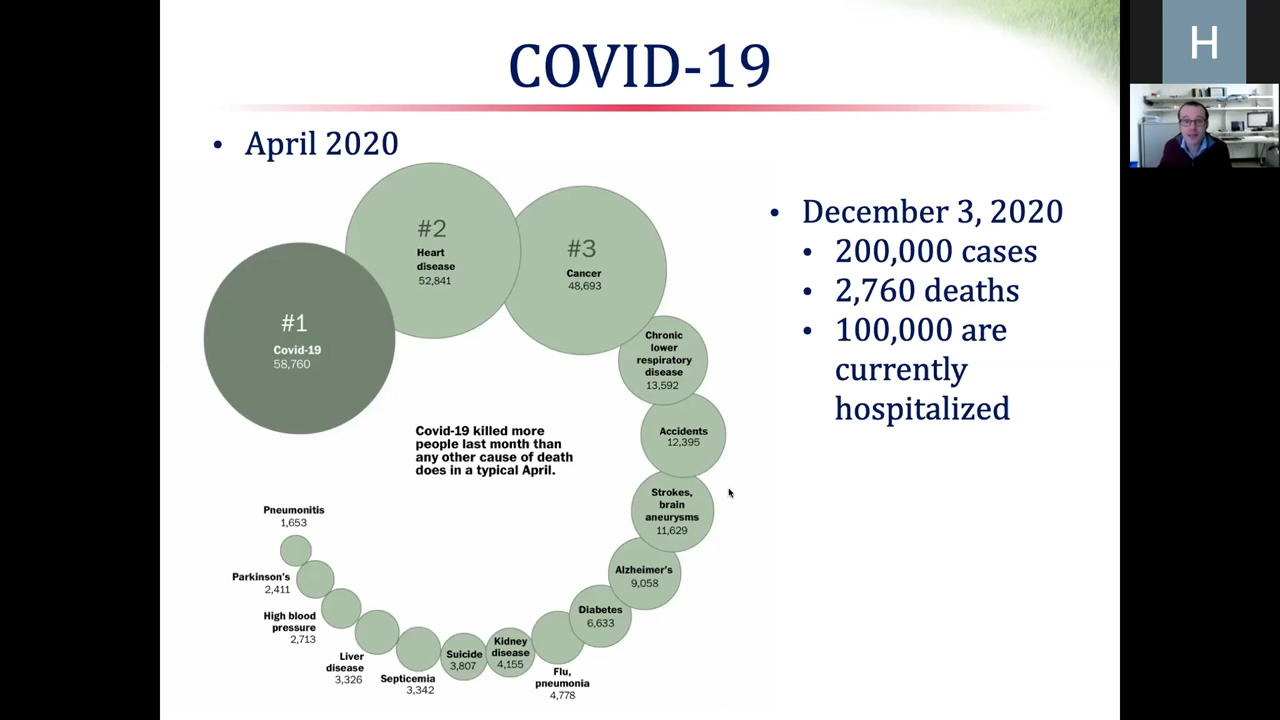 COVID-19
H
• April 2020
#1
Covid-19
58,760
#2
Heart
disease
52,841
#3
Cancer
48,693
Chronic
lower
respiratory
disease
13,592
Accidents
12,395
Strokes,
brain
aneurysms
11,629
Alzheimer's
9,058
Diabetes
6,633
Flu,
pneumonia
4,778
Kidney
disease
4,155
Suicide
3,807
Septicemia
3,342
Liver
disease
3,326
High blood
pressure
2,713
Parkinson's
2,411
Pneumonitis
1,653
Covid-19 killed more
people last month than
any other cause of death
does in a typical April.
• December 3, 2020
• 200,000 cases
• 2,760 deaths
• 100,000 are
currently
hospitalized